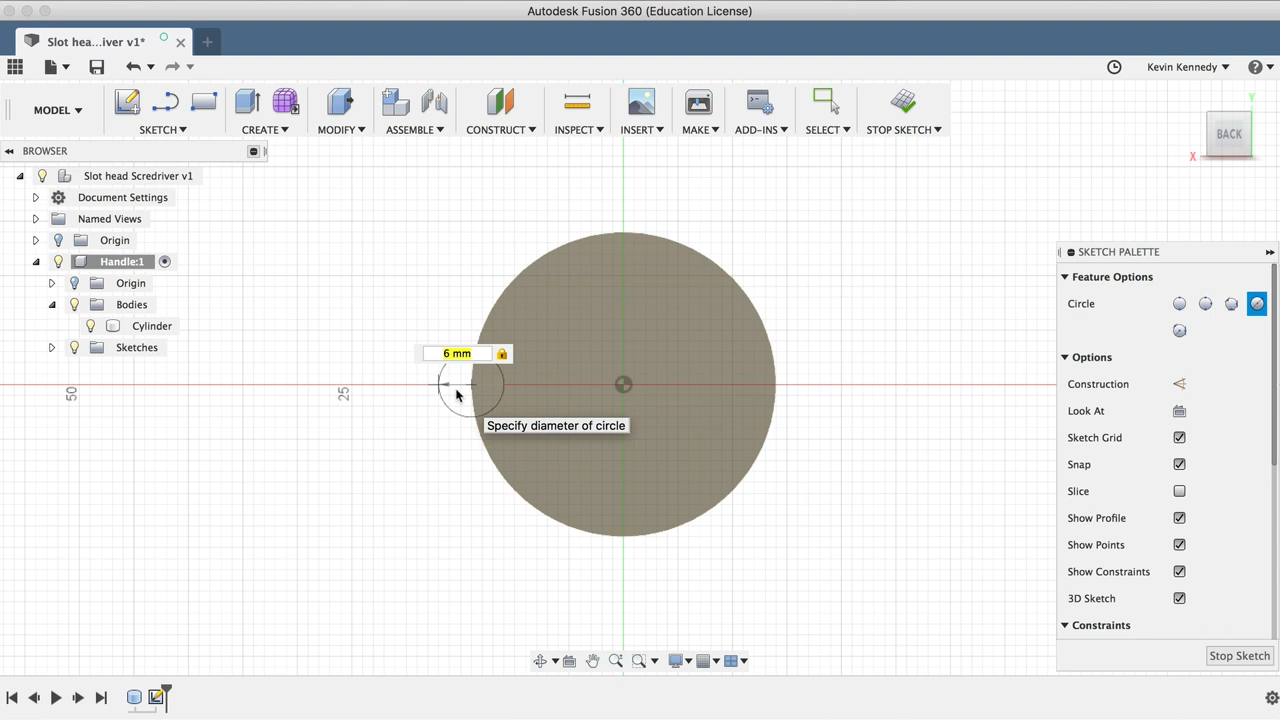 Autodesk Fusion 360 (Education License)
Slot hea...iver v1*
Kevin Kennedy
MODEL
SKETCH
CREATE
MODIFY
ASSEMBLE
CONSTRUCT
INSPECT
INSERT
MAKE
ADD-INS
SELECT
STOP SKETCH
BROWSER
Slot head Scredriver v1
Document Settings
Named Views
Origin
Handle:1
Origin
Bodies
Cylinder
Sketches
Y
BACK
X
50
25
6 mm
Specify diameter of circle
SKETCH PALETTE
Feature Options
Circle
Options
Construction
Look At
Sketch Grid
Snap
Slice
Show Profile
Show Points
Show Constraints
3D Sketch
Constraints
Stop Sketch